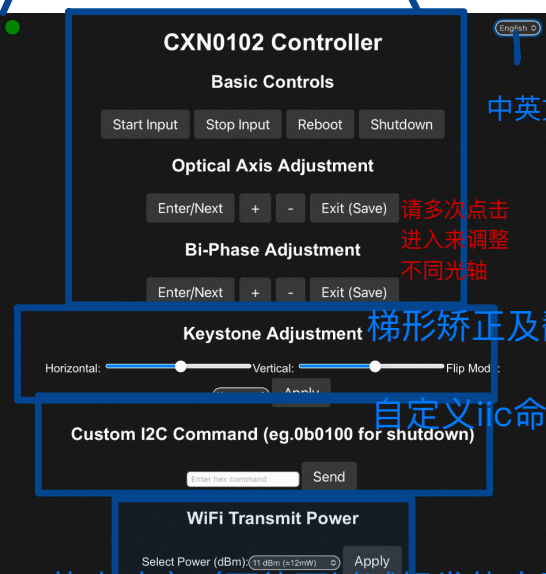 CXN0102 Controller
English
Basic Controls
Start Input Stop Input Reboot Shutdown
中英
Optical Axis Adjustment
Enter/Next + - Exit (Save)
请多次点击
进入来调整
不同光轴
Bi-Phase Adjustment
Enter/Next + - Exit (Save)
Keystone Adjustment
梯形矫正及
Horizontal: Vertical: Flip Mode:
Apply
自定义iic命
Custom I2C Command (eg.0b0100 for shutdown)
Enter hex command Send
WiFi Transmit Power
Select Power (dBm): 11 dBm (≈12mW) Apply